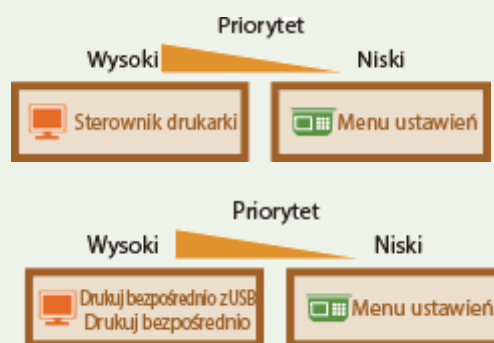 Priorytet
Wysoki Niski
Sterownik drukarki Menu ustawień
Priorytet
Wysoki Niski
Drukuj bezpośrednio z USB
Drukuj bezpośrednio Menu ustawień